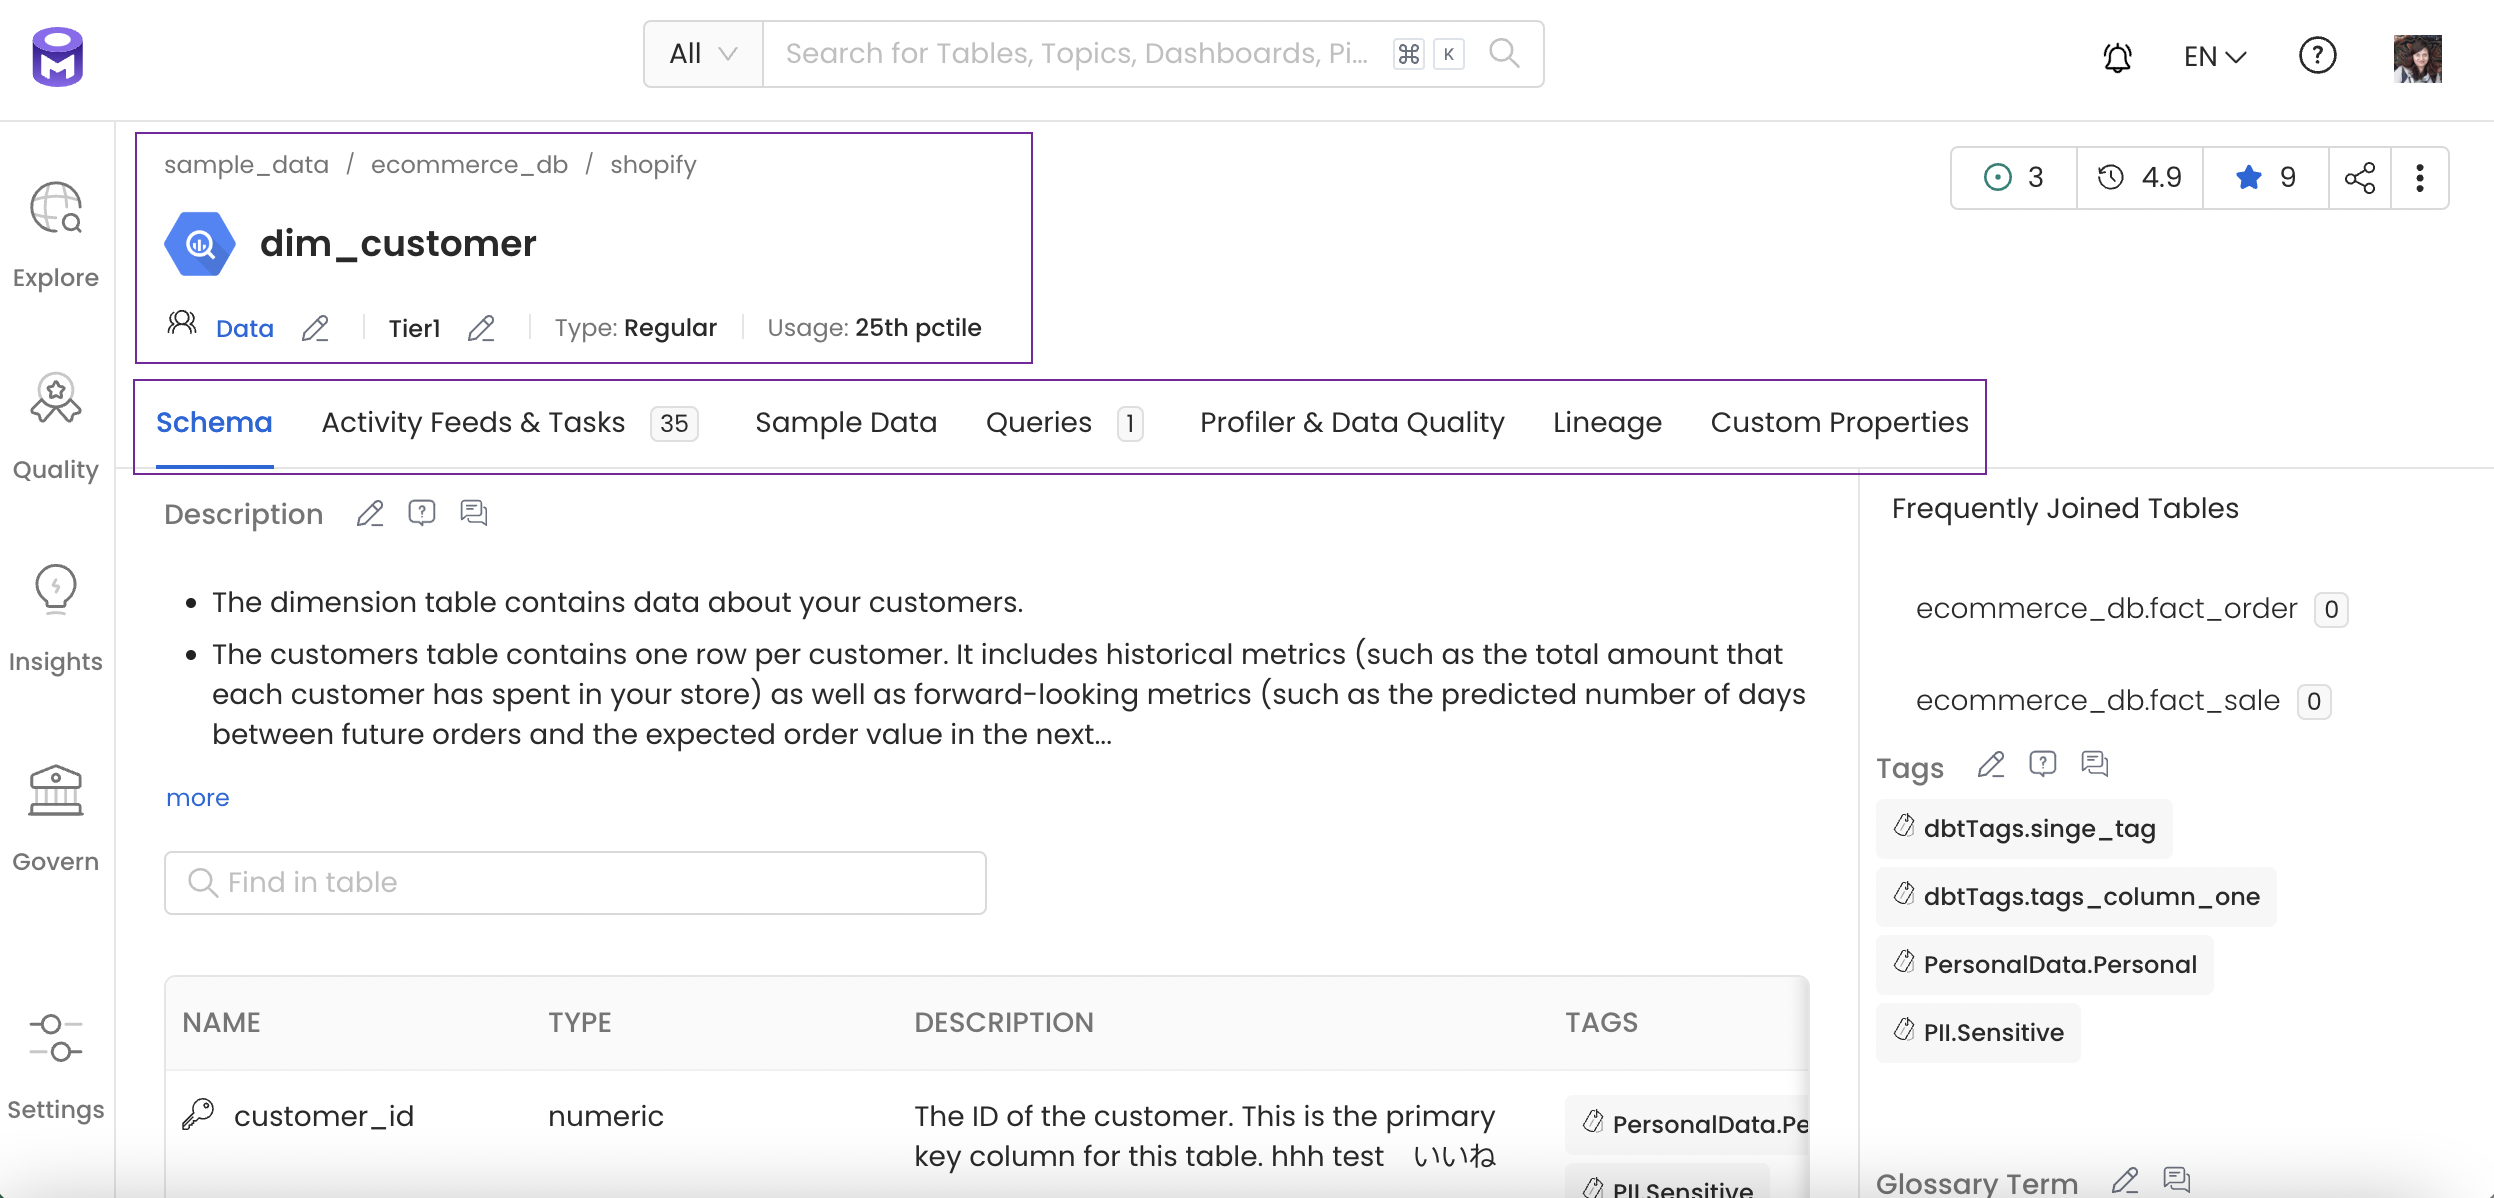 All
Search for Tables, Topics, Dashboards, Pi...
⌘ K
EN
sample_data / ecommerce_db / shopify
3
4.9
9
dim_customer
Data
Tier1
Type: Regular
Usage: 25th pctile
Explore
Quality
Insights
Govern
Settings
Schema
Activity Feeds & Tasks 35
Sample Data
Queries 1
Profiler & Data Quality
Lineage
Custom Properties
Description
The dimension table contains data about your customers.
The customers table contains one row per customer. It includes historical metrics (such as the total amount that
each customer has spent in your store) as well as forward-looking metrics (such as the predicted number of days
between future orders and the expected order value in the next...
more
Find in table
NAME
TYPE
DESCRIPTION
TAGS
customer_id
numeric
The ID of the customer. This is the primary
key column for this table. hhh test　いいね
PersonalData.Pe
PII.Sensitive
Frequently Joined Tables
ecommerce_db.fact_order 0
ecommerce_db.fact_sale 0
Tags
dbtTags.singe_tag
dbtTags.tags_column_one
PersonalData.Personal
PII.Sensitive
Glossary Term